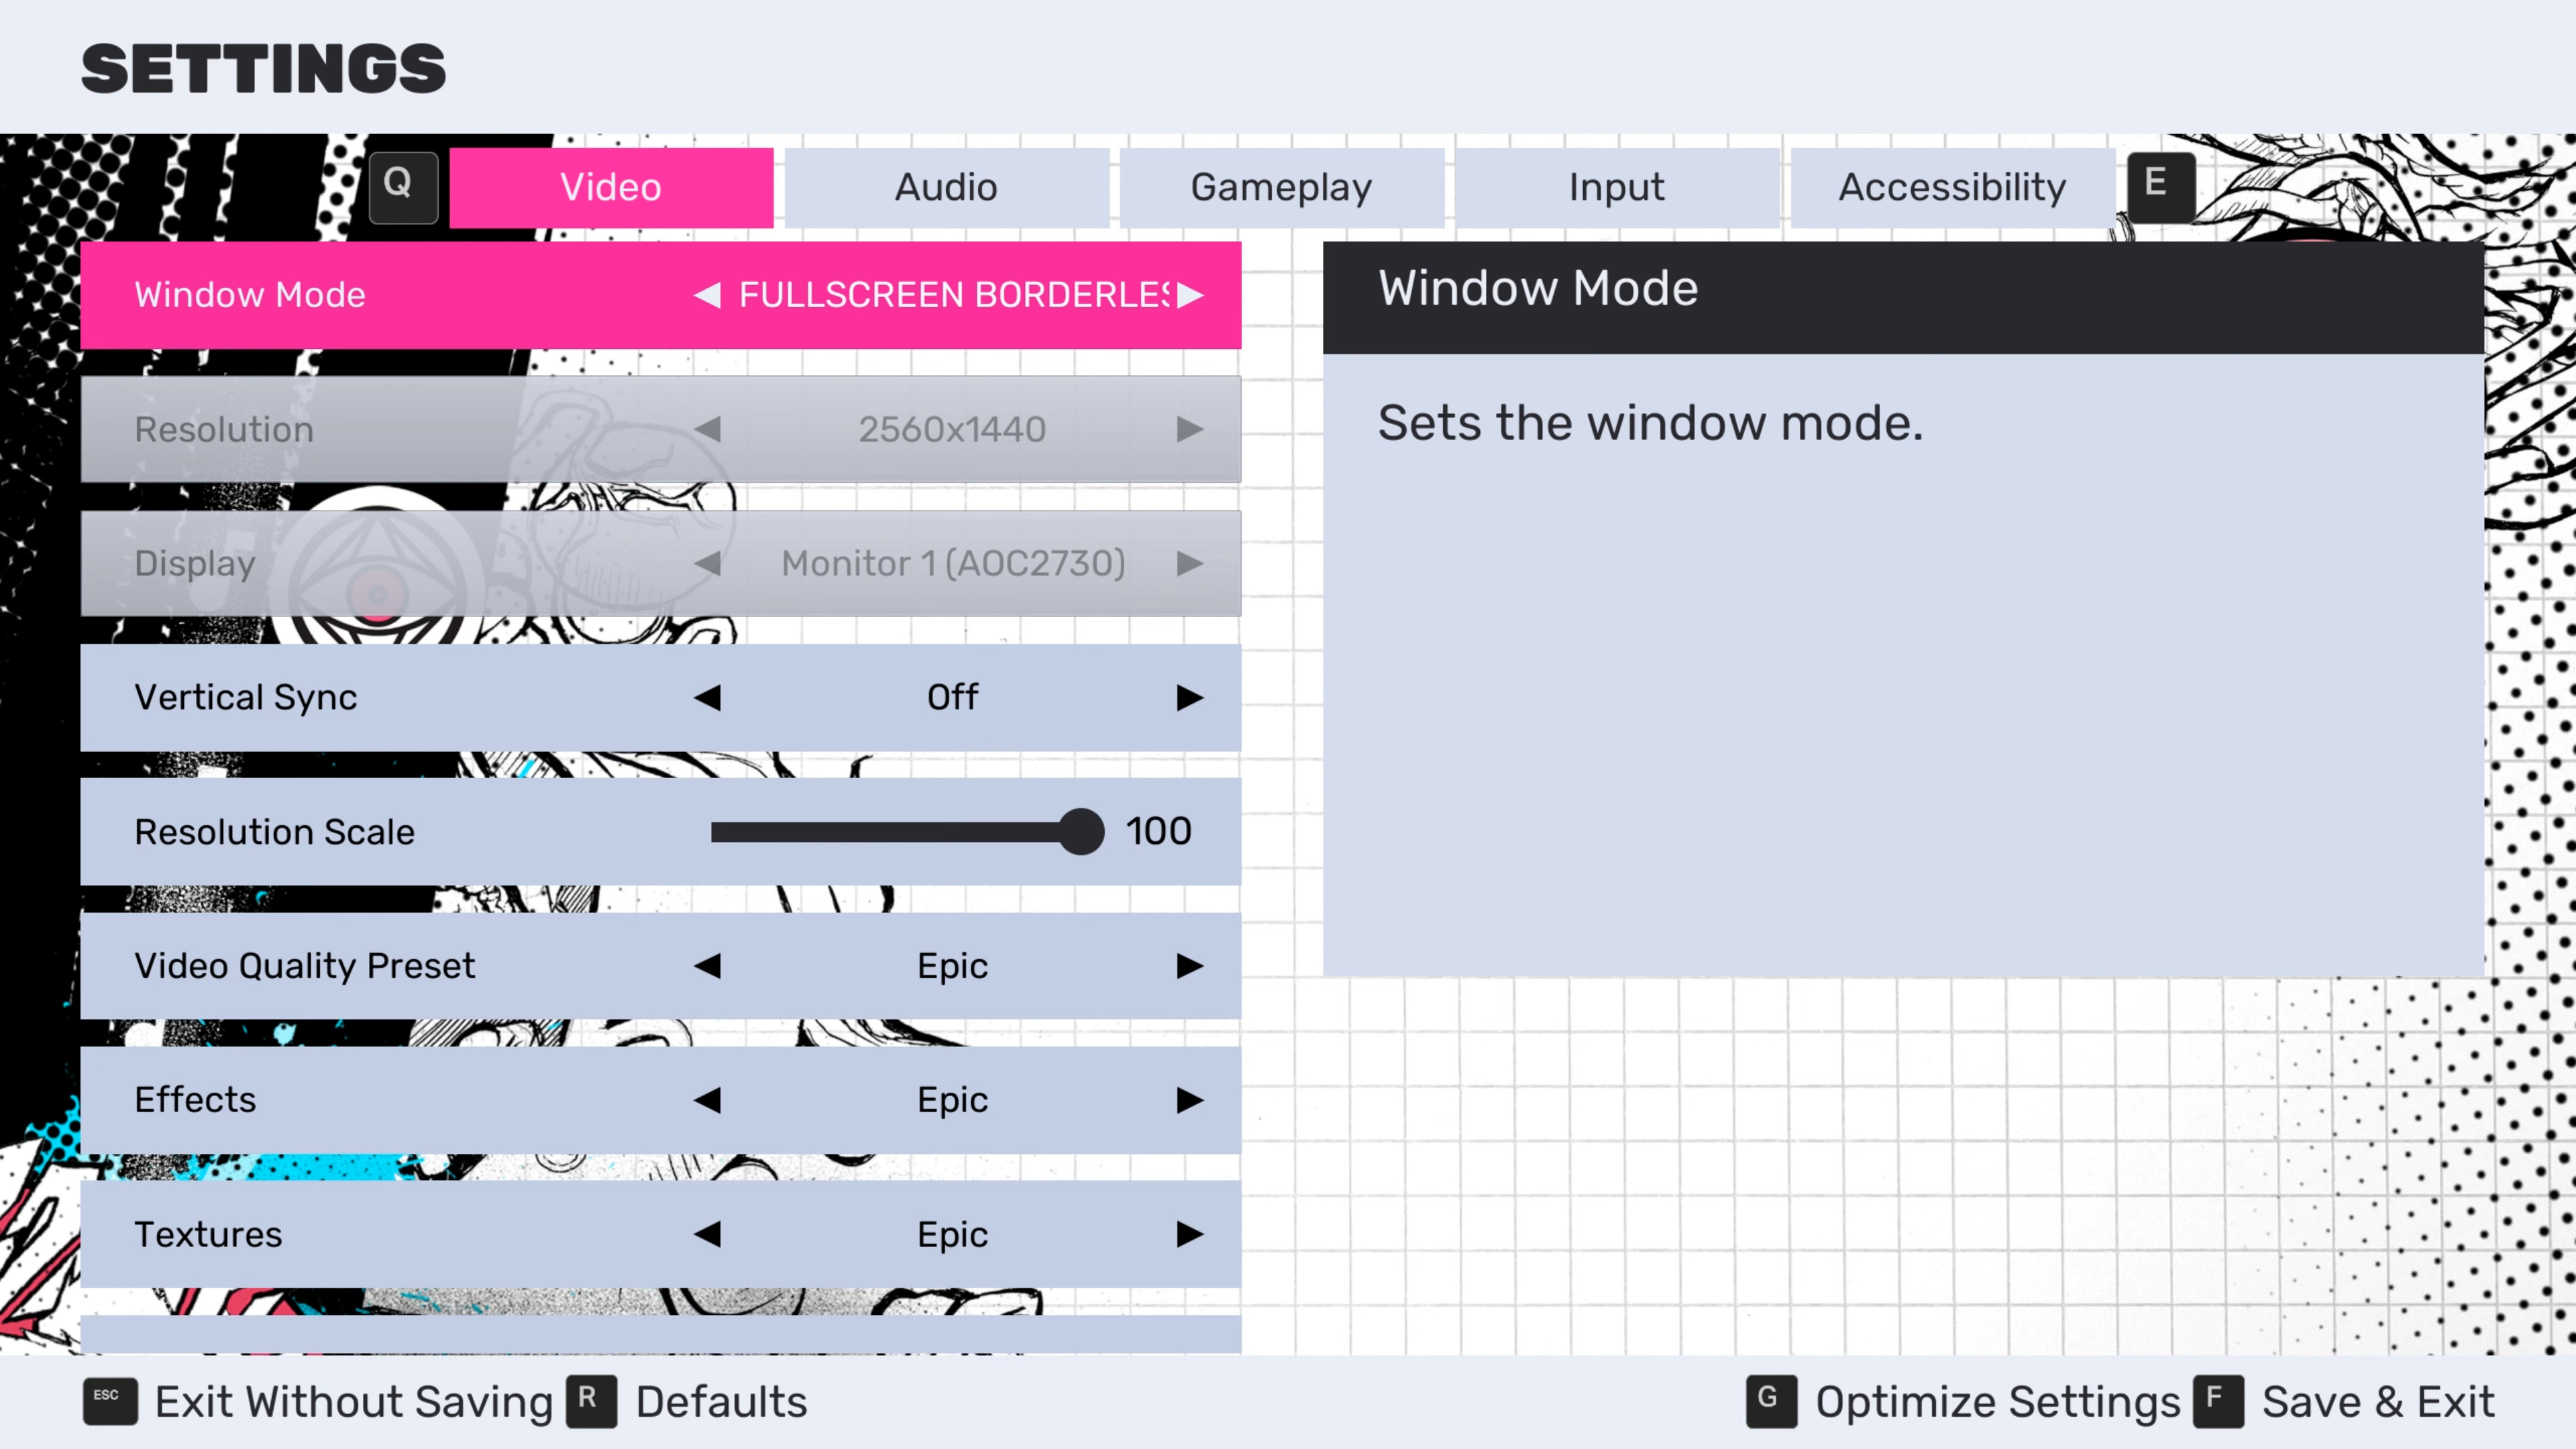 SETTINGS
Q Video Audio Gameplay Input Accessibility E
Window Mode FULLSCREEN BORDERLES
Resolution 2560x1440
Display Monitor 1 (AOC2730)
Vertical Sync Off
Resolution Scale 100
Video Quality Preset Epic
Effects Epic
Textures Epic
Window Mode
Sets the window mode.
ESC Exit Without Saving R Defaults G Optimize Settings F Save & Exit